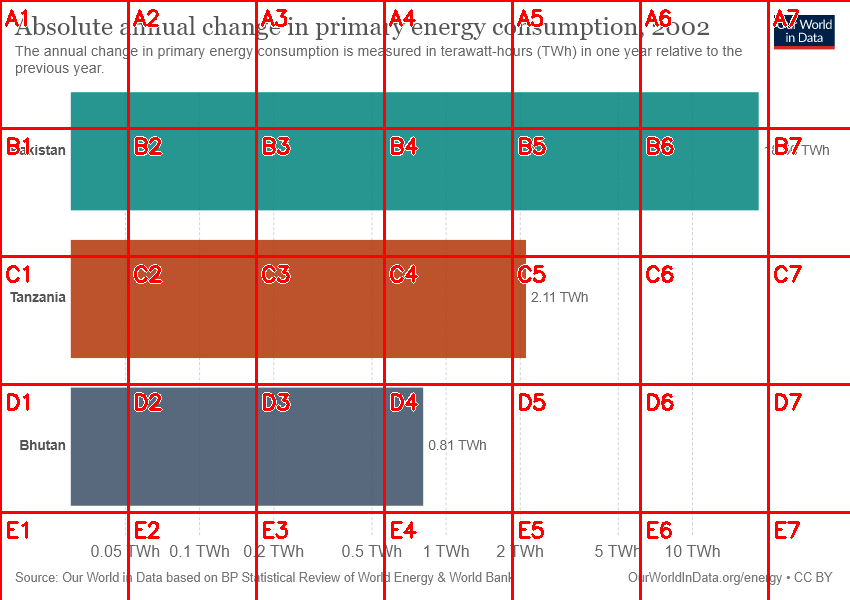 Absolute annual change in primary energy consumption, 2002
Our World
in Data
The annual change in primary energy consumption is measured in terawatt-hours (TWh) in one year relative to the
previous year.
Pakistan
TWh
Tanzania
2.11 TWh
Bhutan
0.81 TWh
0.05 TWh 0.1 TWh 0.2 TWh 0.5 TWh 1 TWh 2 TWh 5 TWh 10 TWh
Source: Our World in Data based on BP Statistical Review of World Energy & World Bank
OurWorldInData.org/energy • CC BY
A1 A2 A3 A4 A5 A6 A7
B1 B2 B3 B4 B5 B6 B7
C1 C2 C3 C4 C5 C6 C7
D1 D2 D3 D4 D5 D6 D7
E1 E2 E3 E4 E5 E6 E7